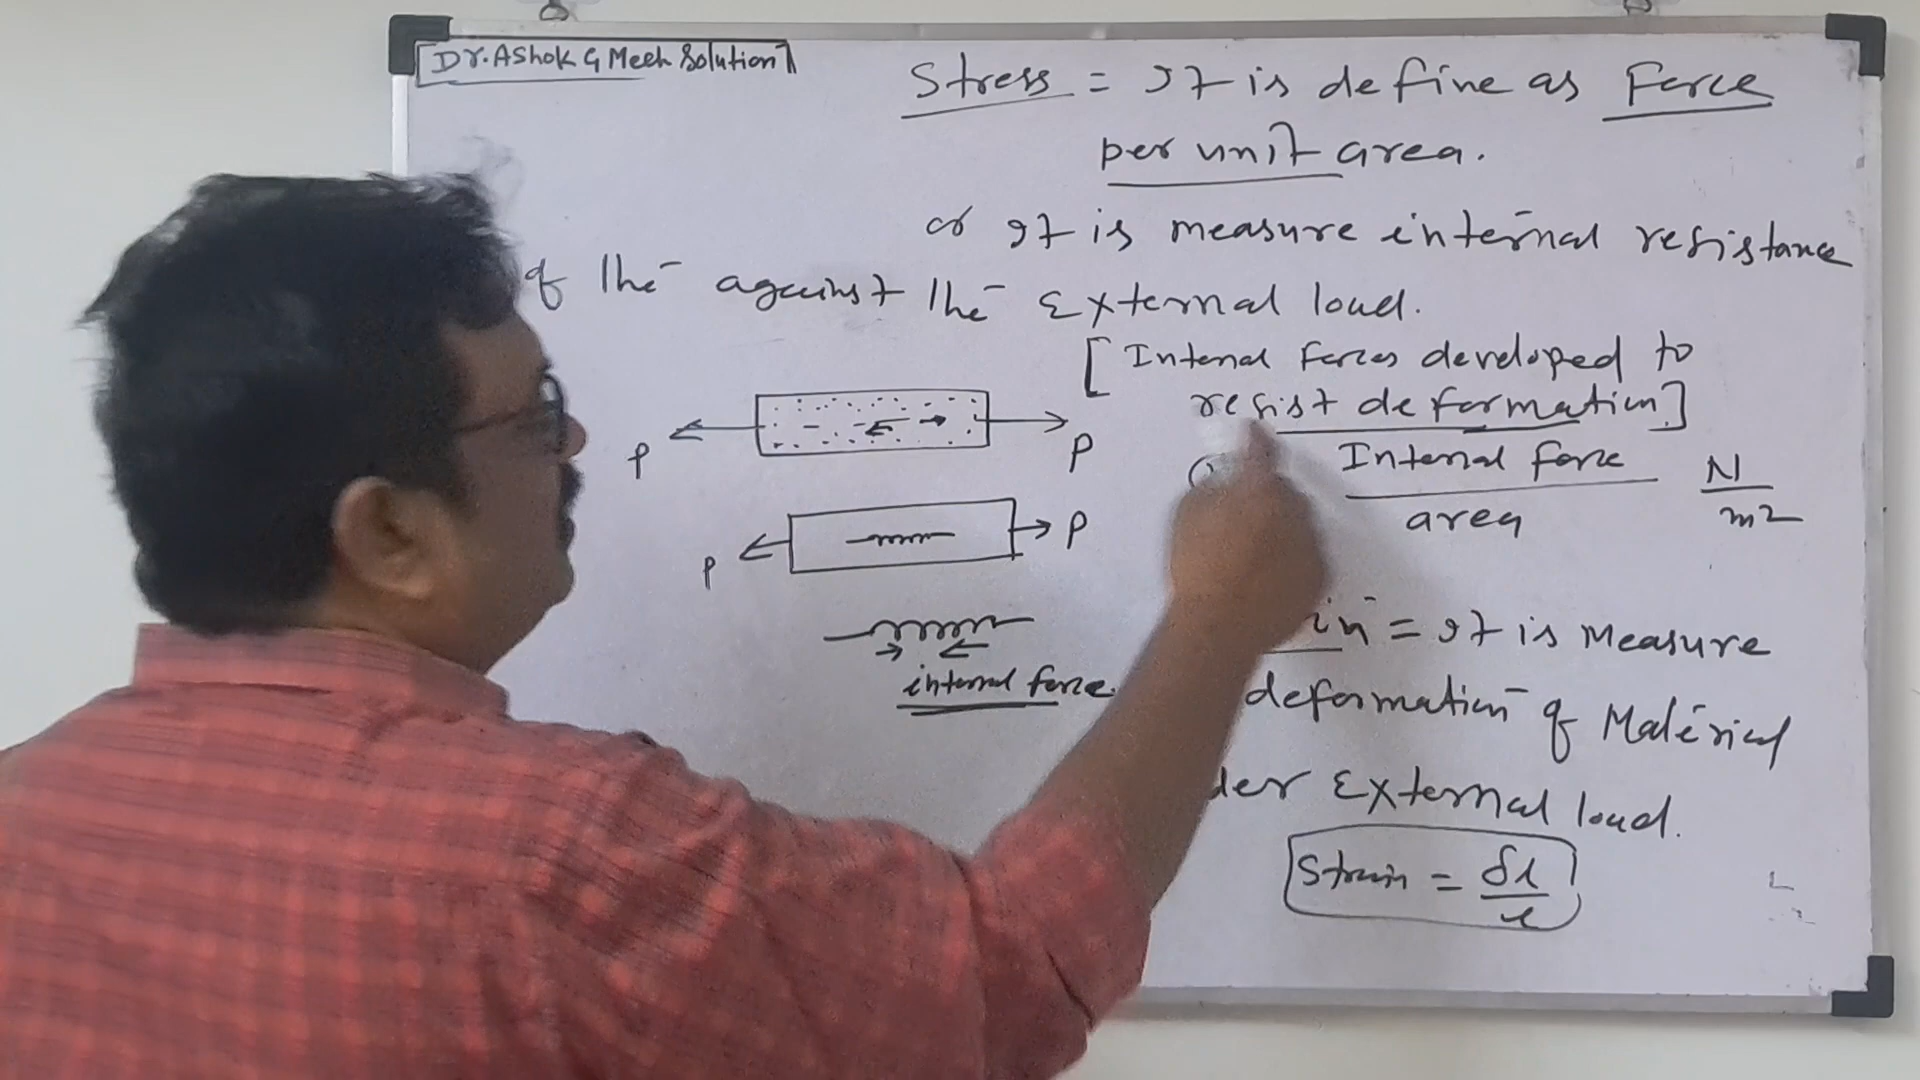 Dr. Ashok G Mech Solution
Stress = It is define as Force
per unit area.
or It is measure internal resistance
of the against the External load.
[Internal forces developed to
resist deformation]
P P
Internal force
area
N
m2
P P
internal force.
= It is Measure
deformation of Material
External load.
Strain = δl
l